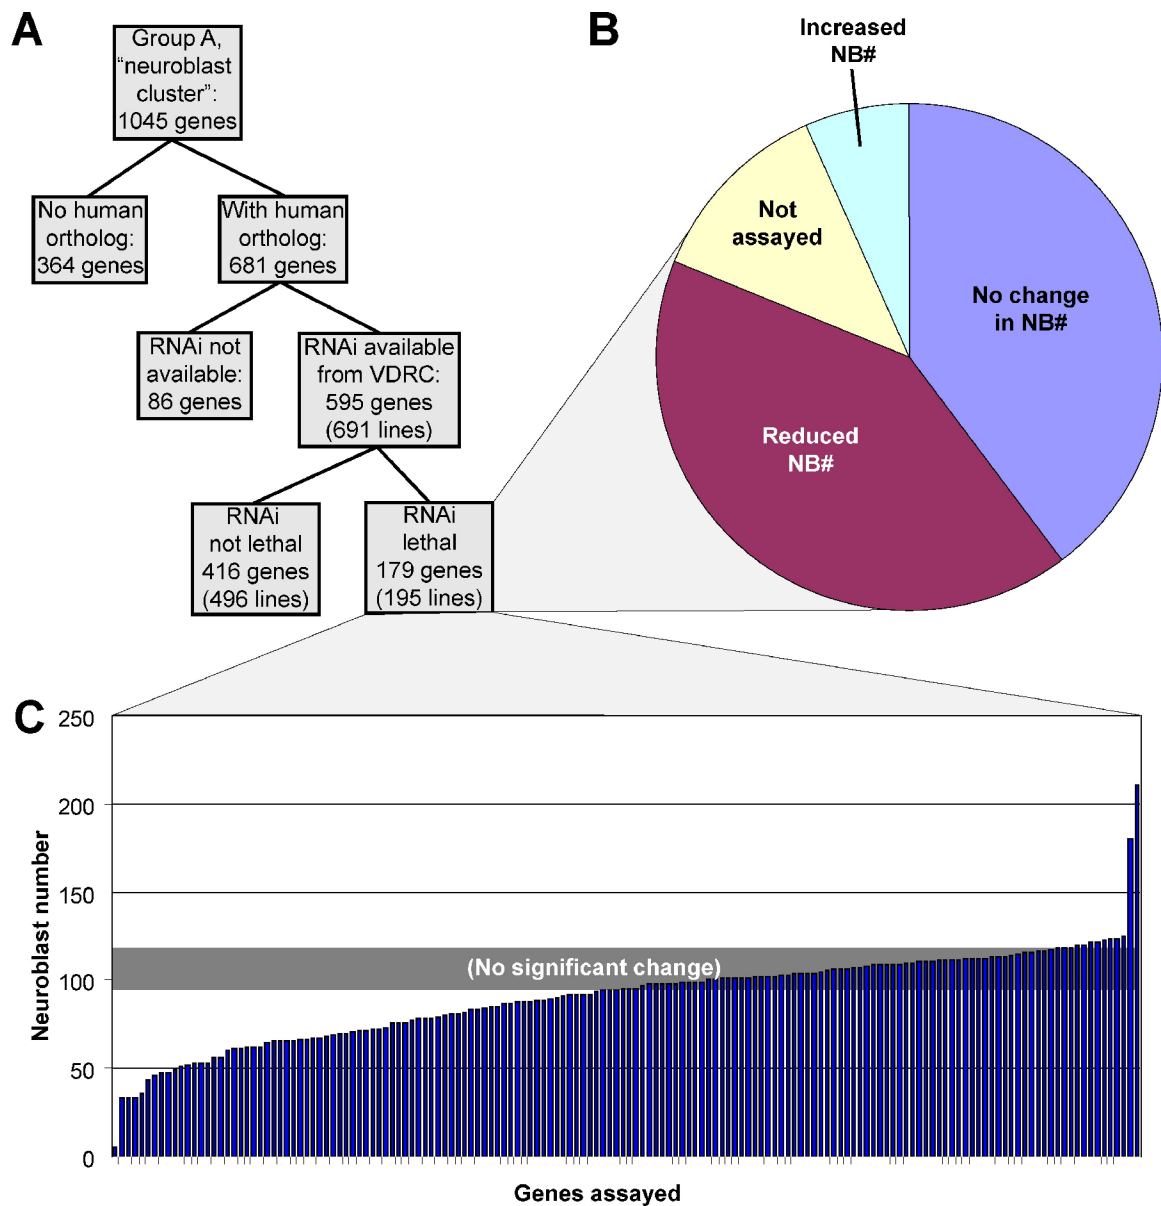 A
Group A,
“neuroblast
cluster”:
1045 genes
No human
ortholog:
364 genes
With human
ortholog:
681 genes
RNAi not
available:
86 genes
RNAi available
from VDRC:
595 genes
(691 lines)
RNAi
not lethal
416 genes
(496 lines)
RNAi
lethal
179 genes
(195 lines)
B
Increased
NB#
Not
assayed
No change
in NB#
Reduced
NB#
C
250
200
150
100
50
0
Neuroblast number
(No significant change)
Genes assayed